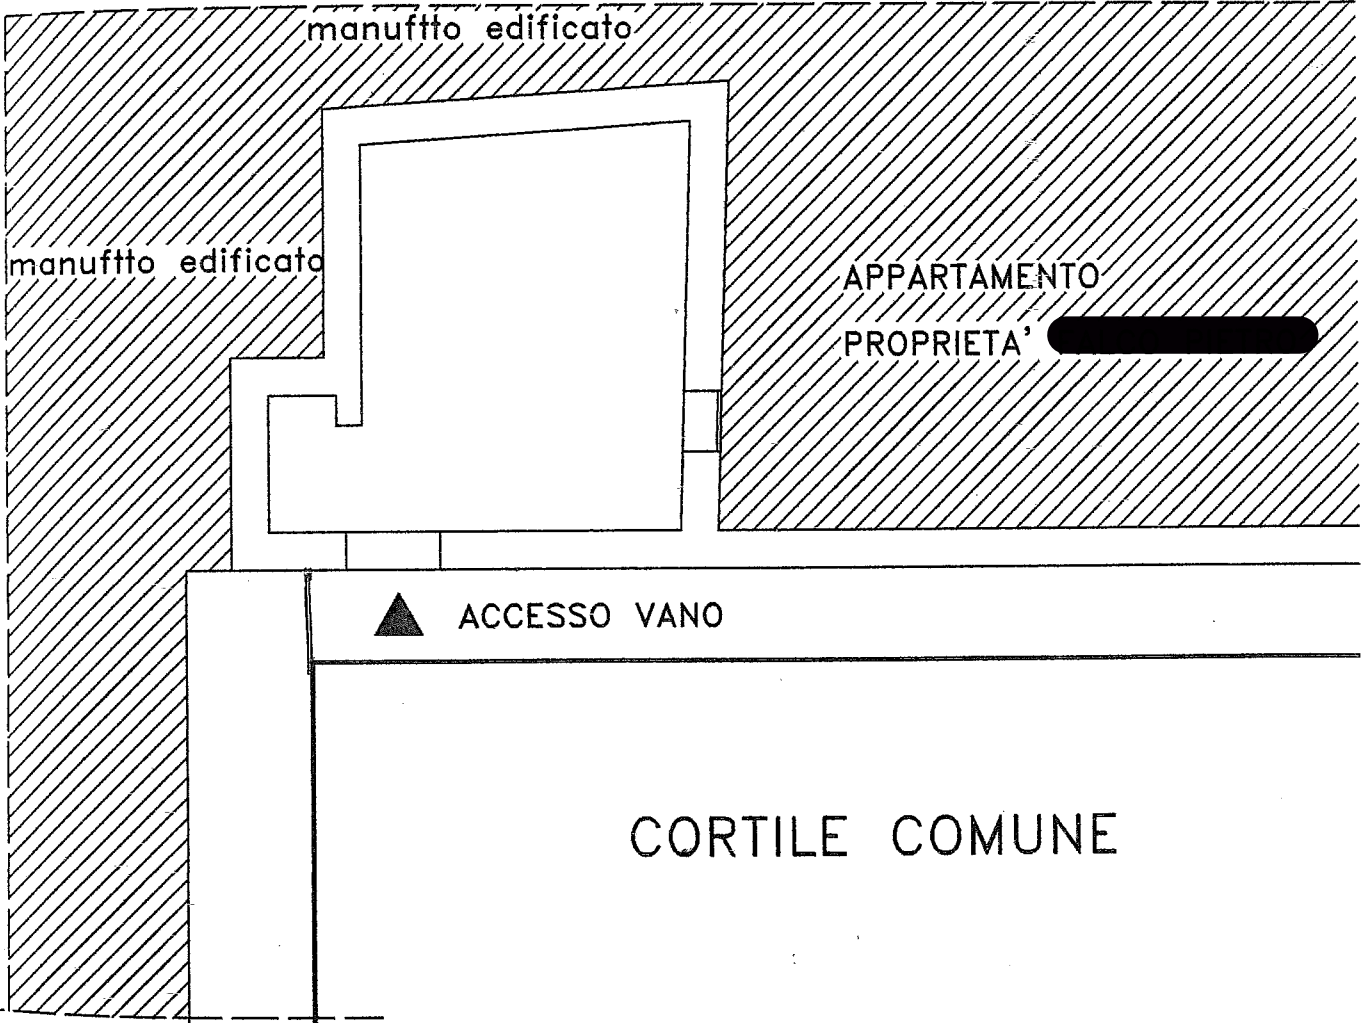 manuftto edificato
manuftto edificato
APPARTAMENTO
PROPRIETA'
ACCESSO VANO
CORTILE COMUNE